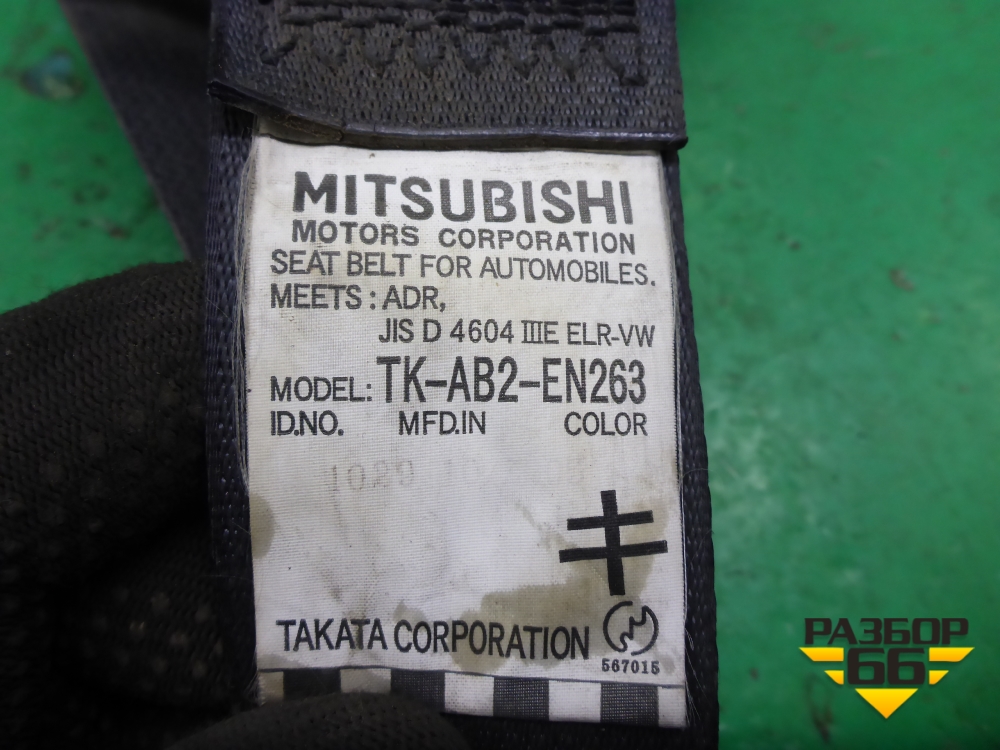 MITSUBISHI
MOTORS CORPORATION
SEAT BELT FOR AUTOMOBILES.
MEETS : ADR,
JIS D 4604 IIIE ELR-VW
MODEL: TK-AB2-EN263
ID.NO. MFD.IN COLOR
TAKATA CORPORATION
567015
РАЗБОР
66